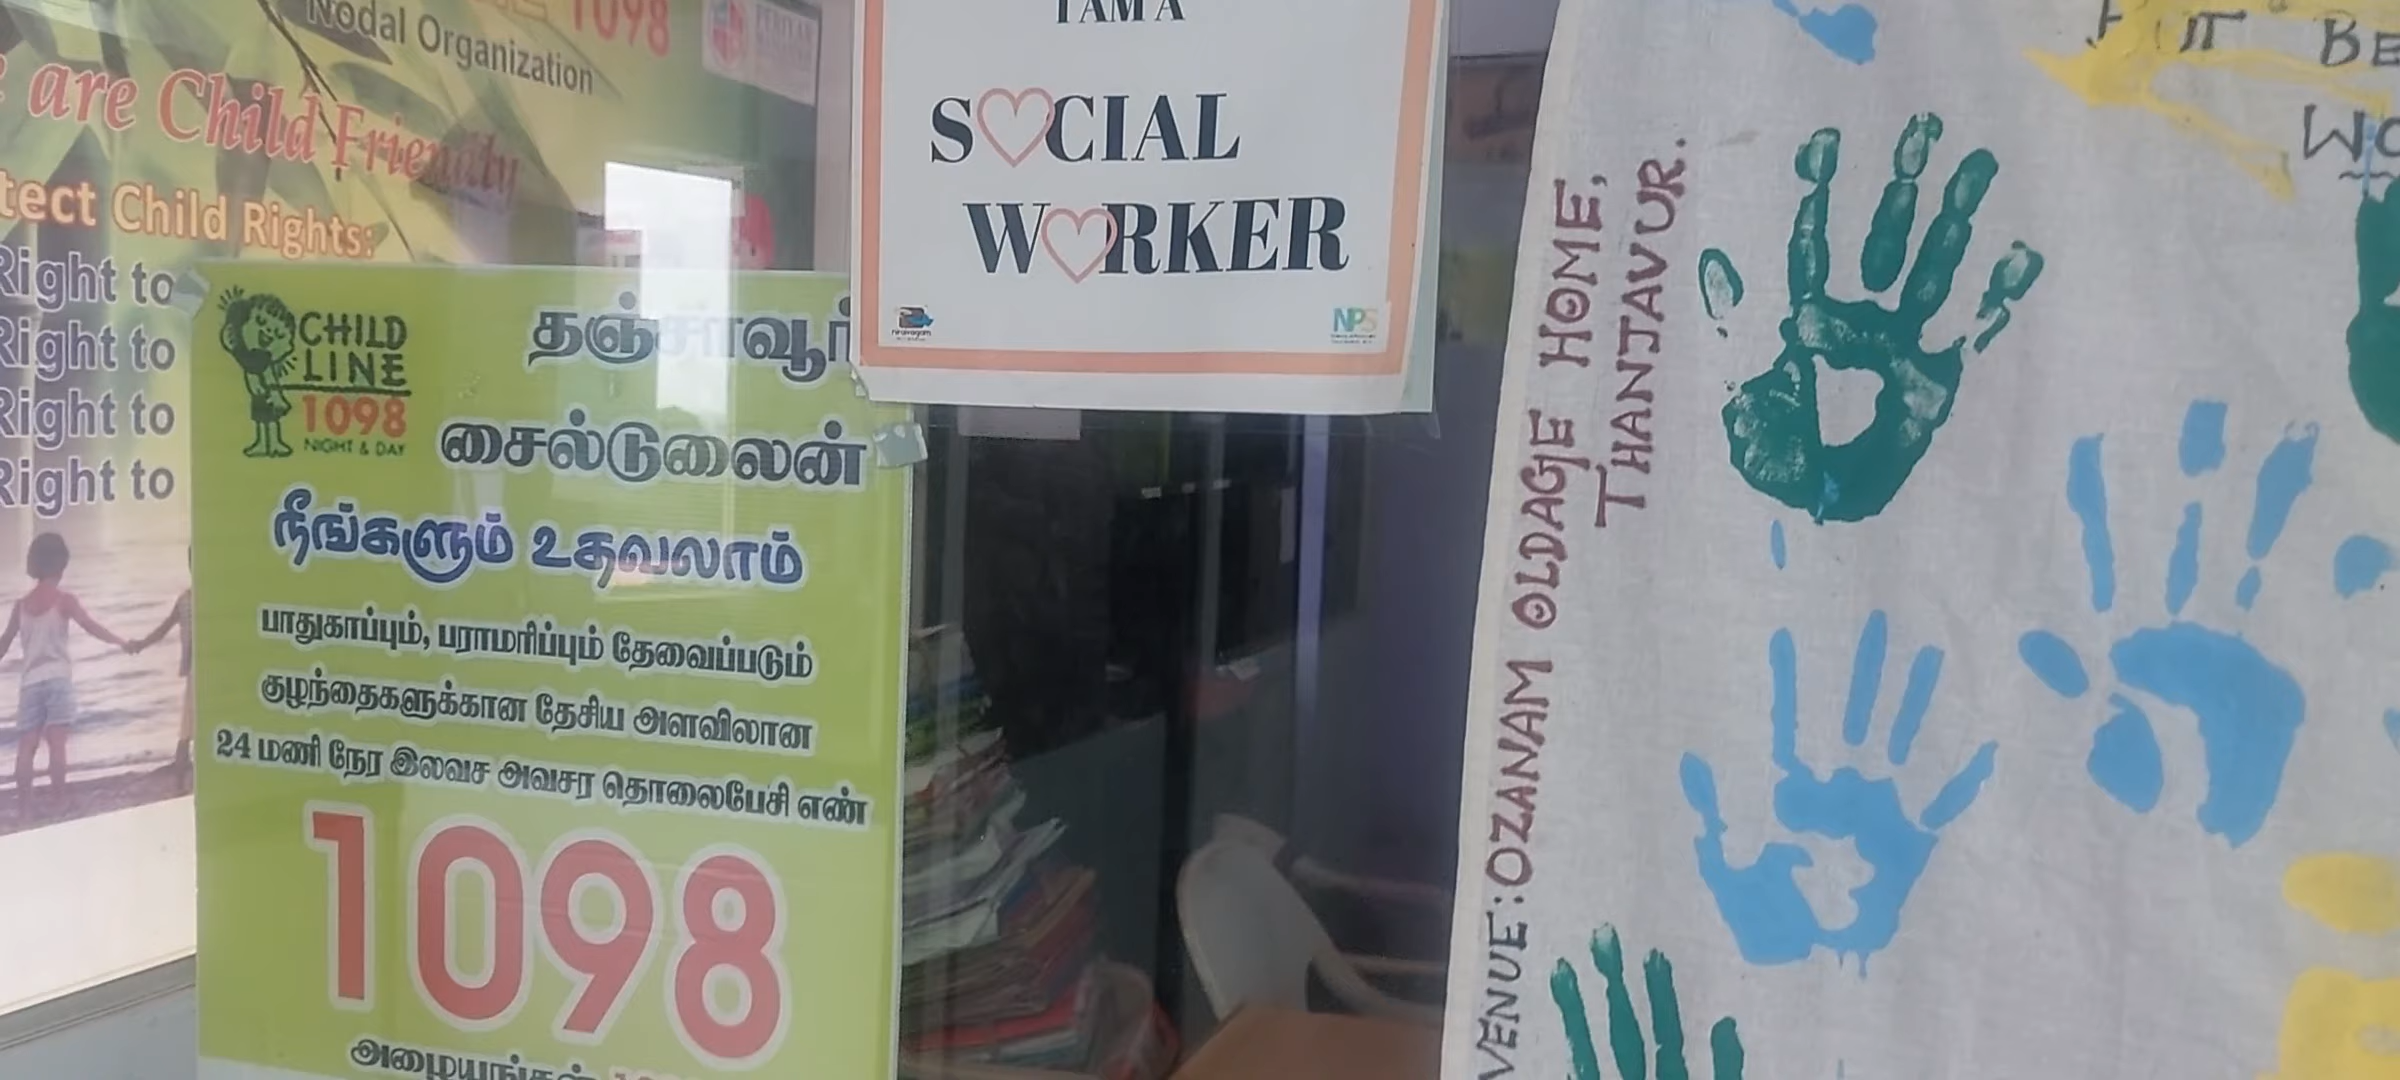 1098
Nodal Organization
are Child Friendly
tect Child Rights:
Right to
Right to
Right to
Right to
CHILD
LINE
1098
NIGHT & DAY
தஞ்சாவூர்
சைல்டுலைன்
நீங்களும் உதவலாம்
பாதுகாப்பும், பராமரிப்பும் தேவைப்படும்
குழந்தைகளுக்கான தேசிய அளவிலான
24 மணி நேர இலவச அவசர தொலைபேசி எண்
1098
I AM A
SOCIAL
WORKER
NPS
VENUE: OZANAM OLDAGE HOME,
THANJAVUR.
BE
WO